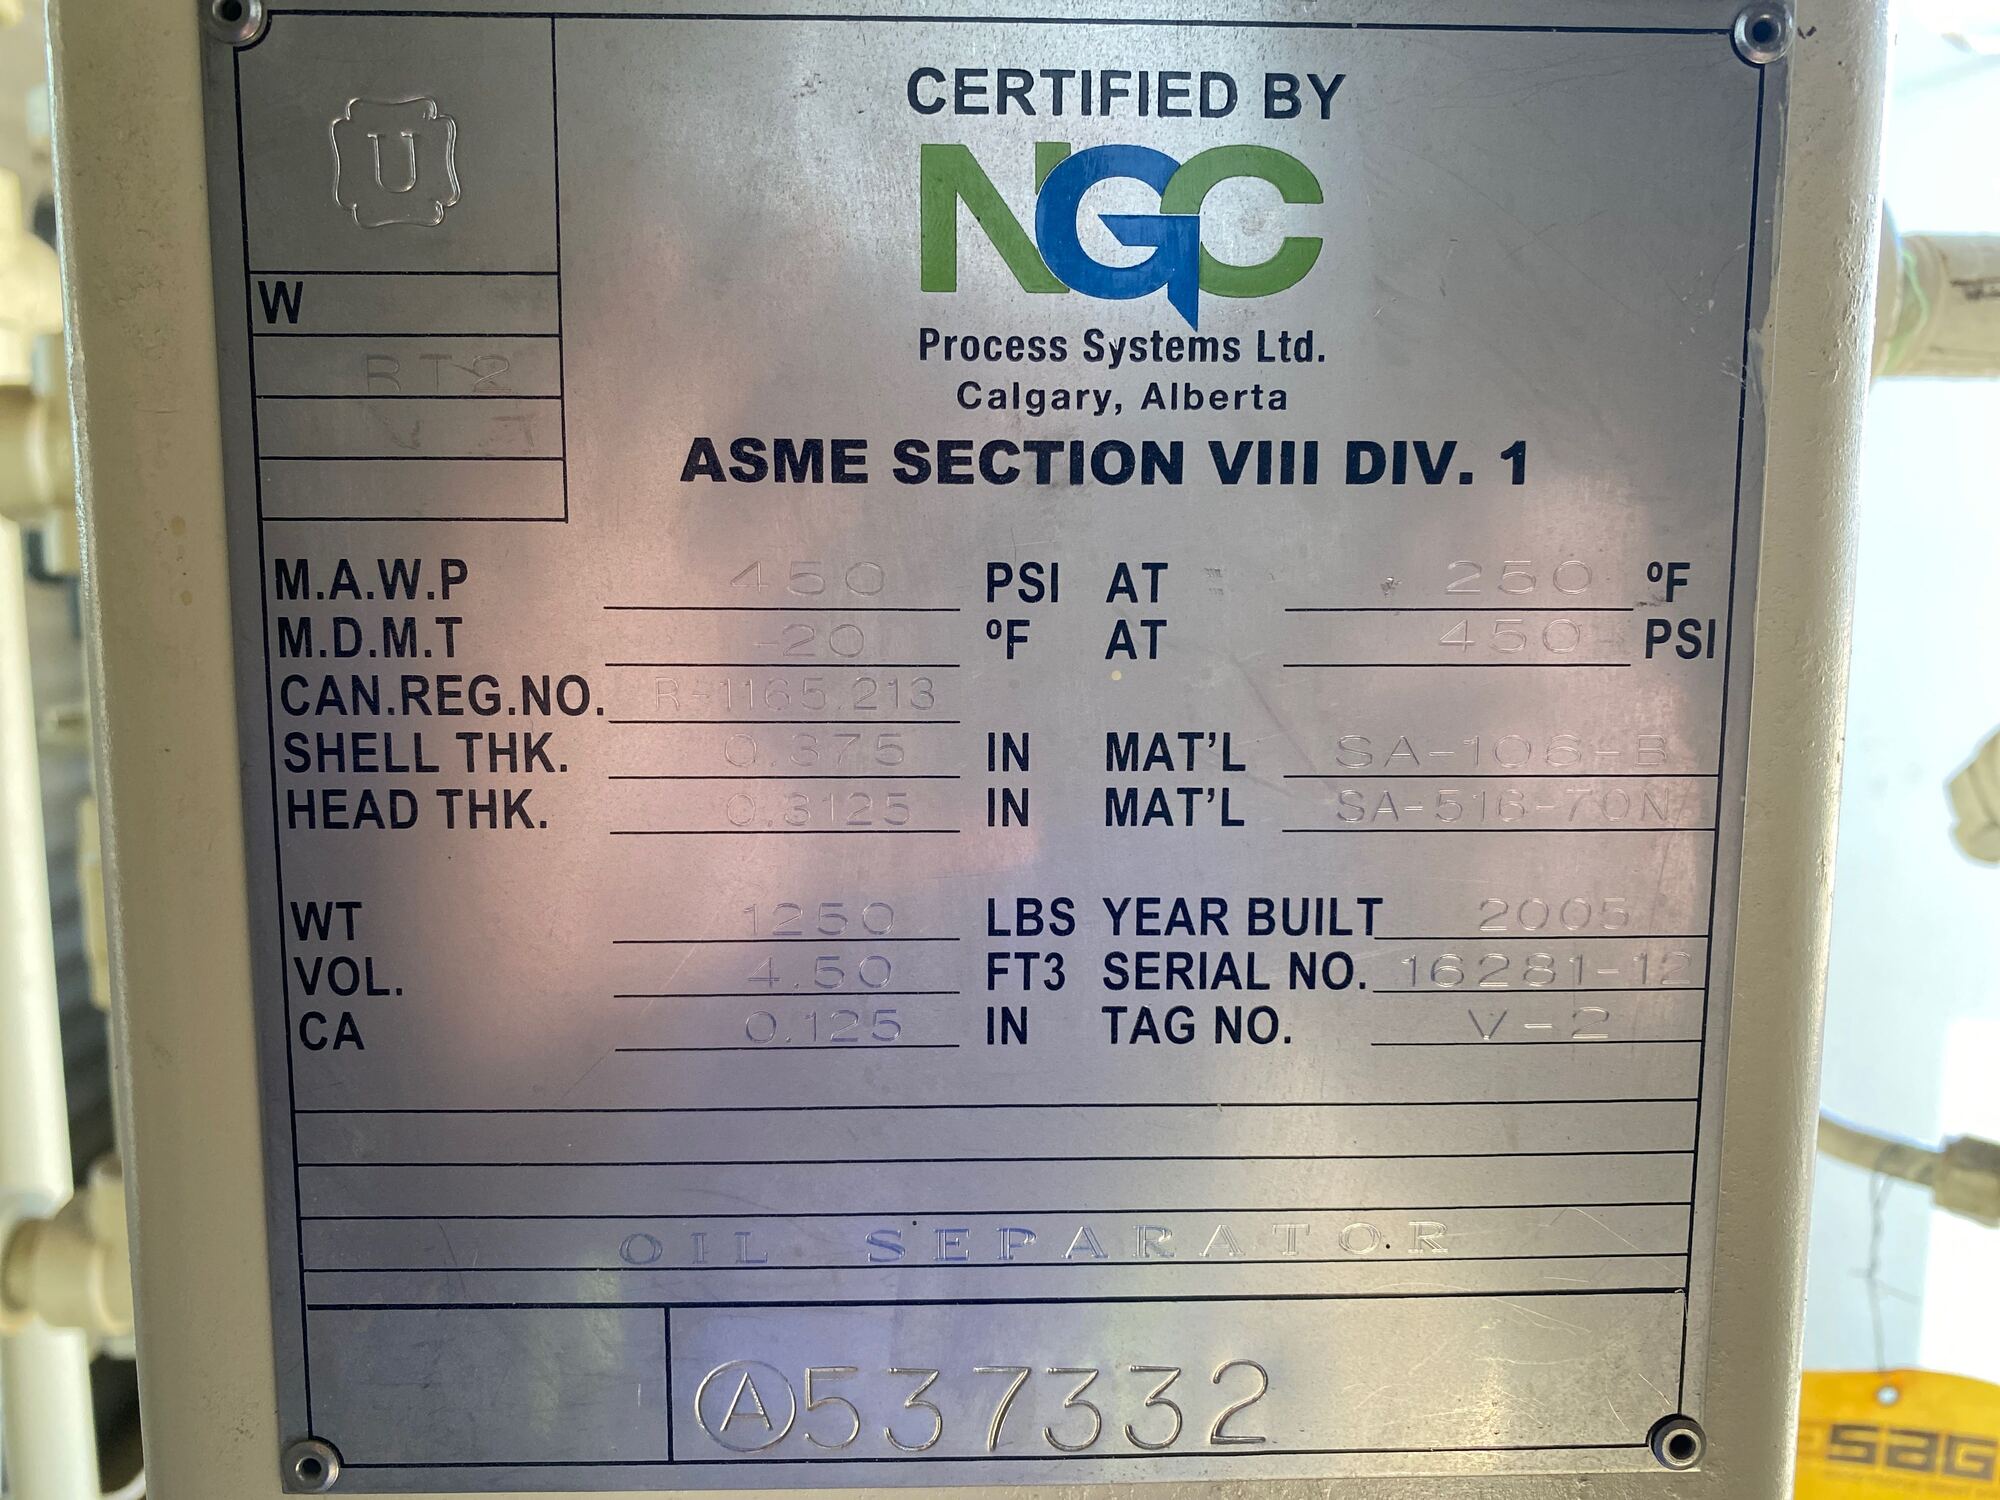 CERTIFIED BY
U
NGC
Process Systems Ltd.
Calgary, Alberta
ASME SECTION VIII DIV. 1
W
RT2
M.A.W.P 450 PSI AT 250 ºF
M.D.M.T -20 ºF AT 450 PSI
CAN.REG.NO. R-1165.213
SHELL THK. 0.375 IN MAT'L SA-106-B
HEAD THK. 0.3125 IN MAT'L SA-516-70N
WT 1250 LBS YEAR BUILT 2005
VOL. 4.50 FT3 SERIAL NO. 16281-12
CA 0.125 IN TAG NO. V-2
OIL SEPARATOR
Ⓐ537332